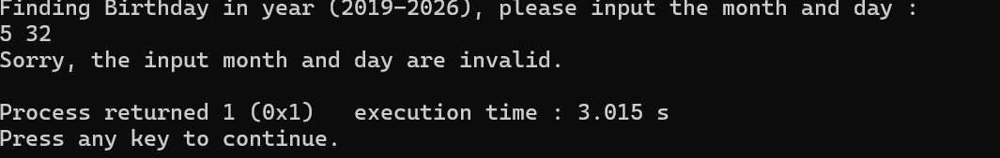 Finding Birthday in year (2019-2026), please input the month and day :
5 32
Sorry, the input month and day are invalid.
Process returned 1 (0x1)   execution time : 3.015 s
Press any key to continue.